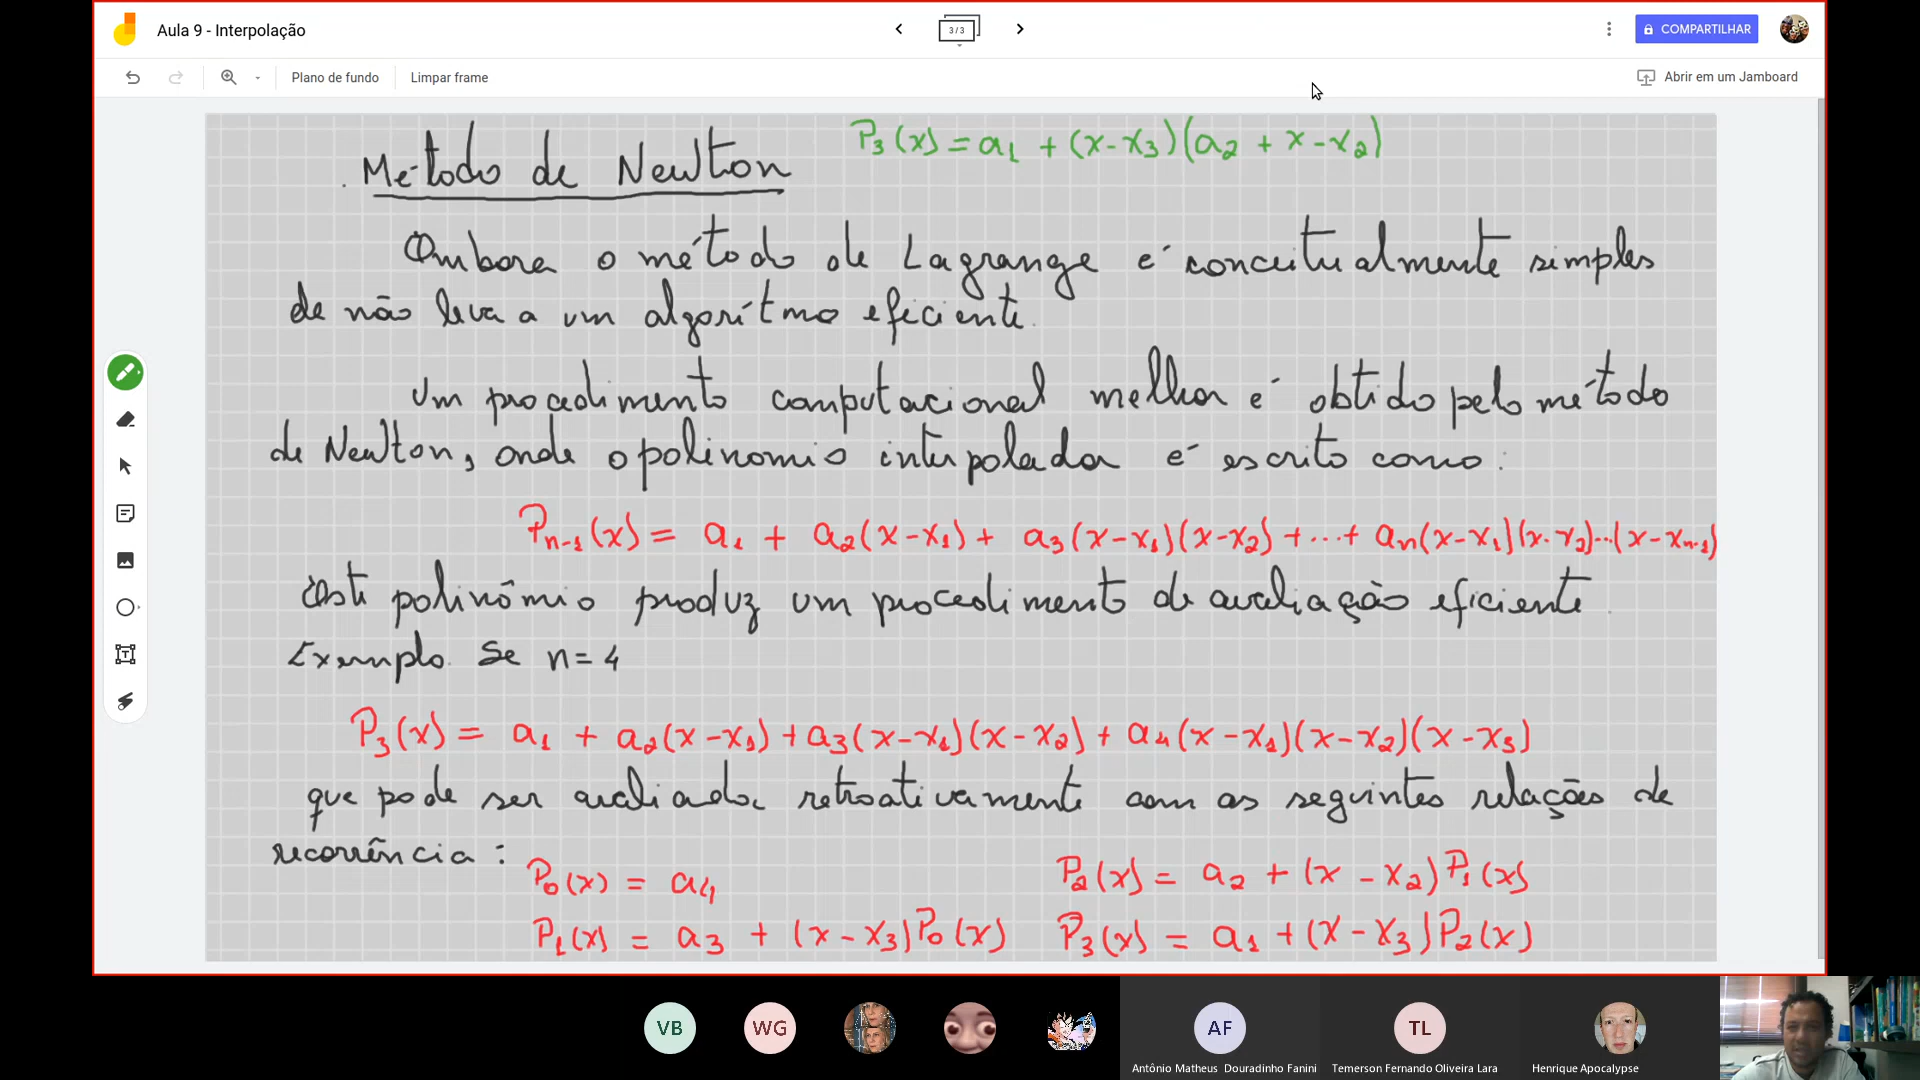 Aula 9 - Interpolação
3/3
COMPARTILHAR
Plano de fundo
Limpar frame
Abrir em um Jamboard
Método de Newton
P₃(x) = a₁ + (x-x₃)(a₂ + x-x₂)
Embora o método de Lagrange é conceitualmente simples
de não leva a um algorítmo eficiente.
Um procedimento computacional melhor é obtido pelo método
de Newton, onde o polinomio interpolador é escrito como:
Pₙ₋₁(x) = a₁ + a₂(x-x₁) + a₃(x-x₁)(x-x₂) + ... + aₙ(x-x₁)(x-x₂)...(x-xₙ₋₁)
Este polinômio produz um procedimento de avaliação eficiente.
Exemplo. Se n = 4
P₃(x) = a₁ + a₂(x-x₁) + a₃(x-x₁)(x-x₂) + a₄(x-x₁)(x-x₂)(x-x₃)
que pode ser avaliado retroativamente com as seguintes relações de
recorrência:
P₀(x) = a₄
P₁(x) = a₃ + (x-x₃)P₀(x)
P₂(x) = a₂ + (x-x₂)P₁(x)
P₃(x) = a₁ + (x-x₃)P₂(x)
VB
WG
AF
TL
Antônio Matheus Douradinho Fanini
Temerson Fernando Oliveira Lara
Henrique Apocalypse